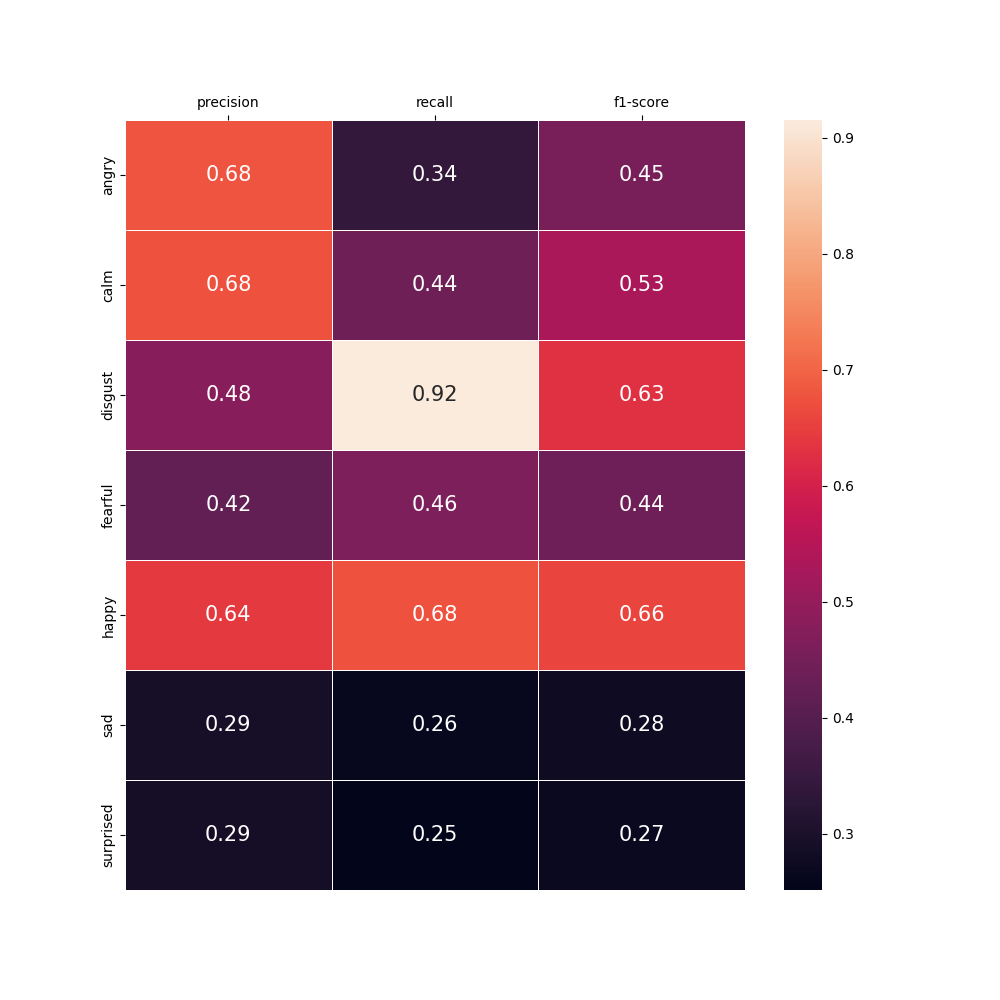 precision recall f1-score
angry 0.68 0.34 0.45
calm 0.68 0.44 0.53
disgust 0.48 0.92 0.63
fearful 0.42 0.46 0.44
happy 0.64 0.68 0.66
sad 0.29 0.26 0.28
surprised 0.29 0.25 0.27
0.9
0.8
0.7
0.6
0.5
0.4
0.3